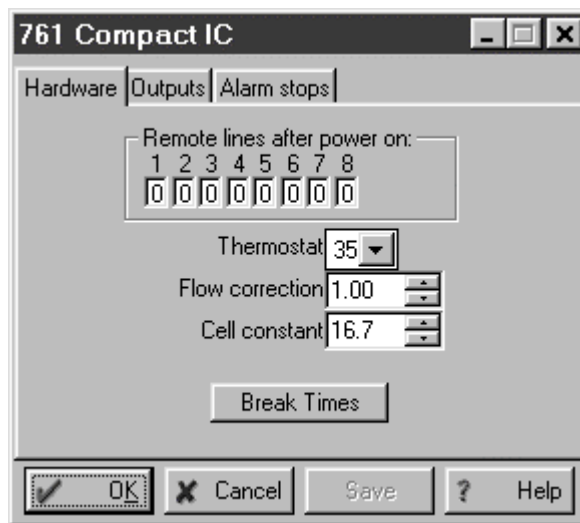 761 Compact IC
Hardware Outputs Alarm stops
Remote lines after power on:
1 2 3 4 5 6 7 8
0 0 0 0 0 0 0 0
Thermostat 35
Flow correction 1.00
Cell constant 16.7
Break Times
OK Cancel Save ? Help